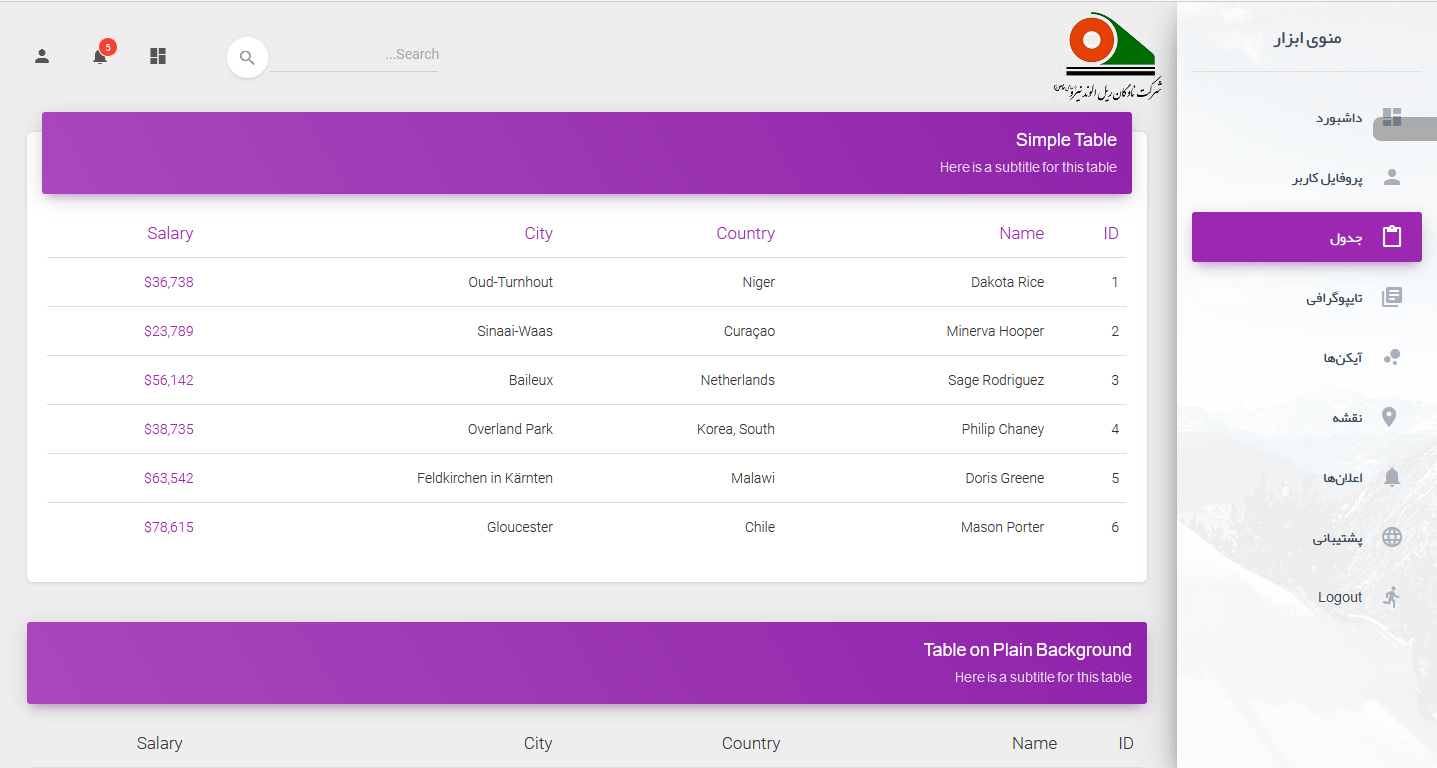 منوی ابزار
داشبورد
پروفایل کاربر
جدول
تایپوگرافی
آیکن‌ها
نقشه
اعلان‌ها
پشتیبانی
Logout
شرکت ناوگان ریل الوند نیرو
...Search
5
Simple Table
Here is a subtitle for this table
ID Name Country City Salary
1 Dakota Rice Niger Oud-Turnhout $36,738
2 Minerva Hooper Curaçao Sinaai-Waas $23,789
3 Sage Rodriguez Netherlands Baileux $56,142
4 Philip Chaney Korea, South Overland Park $38,735
5 Doris Greene Malawi Feldkirchen in Kärnten $63,542
6 Mason Porter Chile Gloucester $78,615
Table on Plain Background
Here is a subtitle for this table
ID Name Country City Salary